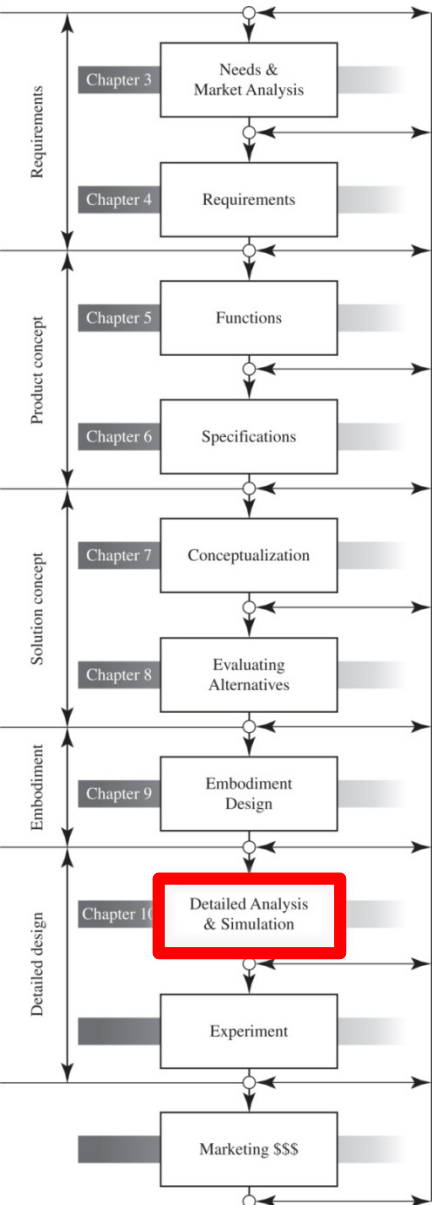 Requirements
Chapter 3
Needs &
Market Analysis
Chapter 4
Requirements
Product concept
Chapter 5
Functions
Chapter 6
Specifications
Solution concept
Chapter 7
Conceptualization
Chapter 8
Evaluating
Alternatives
Embodiment
Chapter 9
Embodiment
Design
Detailed design
Chapter 10
Detailed Analysis
& Simulation
Experiment
Marketing $$$